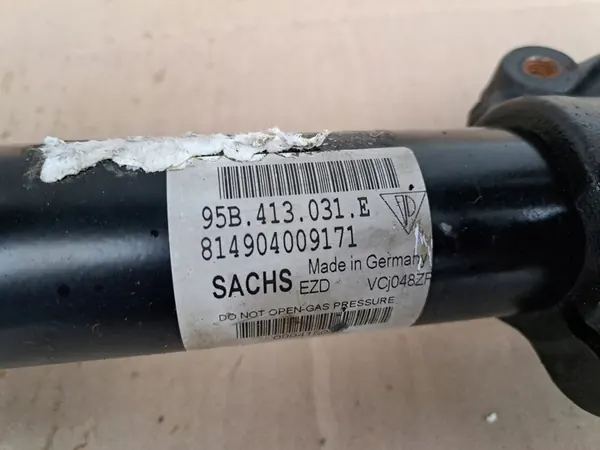 95B.413.031.E
814904009171
SACHS Made in Germany
EZD VCj048ZF
DO NOT OPEN-GAS PRESSURE